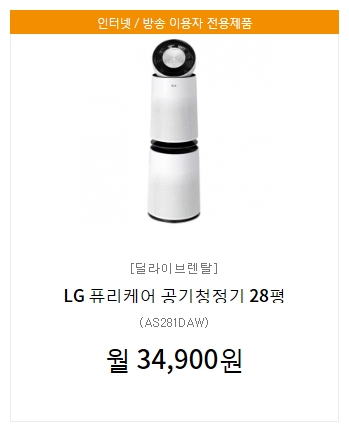 인터넷 / 방송 이용자 전용제품
[딜라이브렌탈]
LG 퓨리케어 공기청정기 28평
(AS281DAW)
월 34,900원